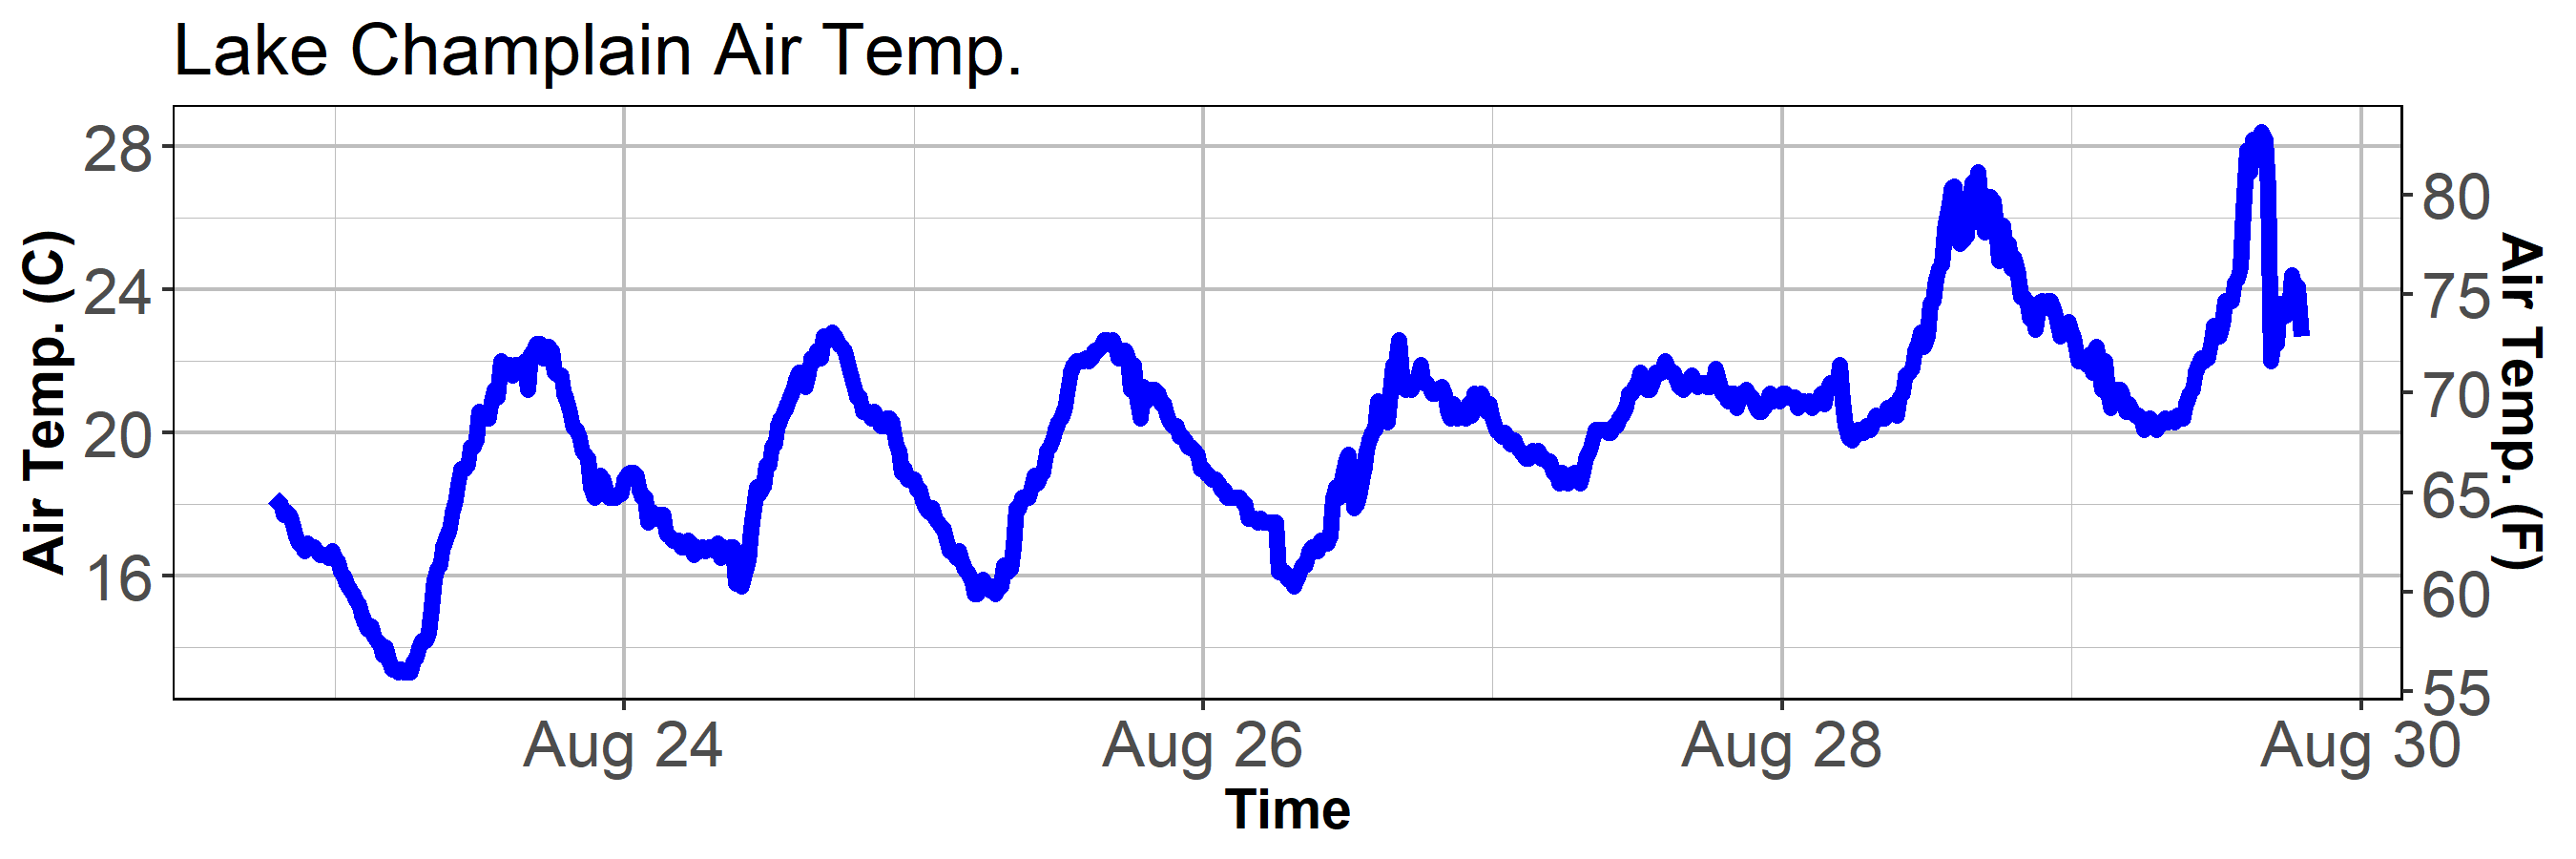 Lake Champlain Air Temp.
Air Temp. (C)
28
24
20
16
80
75
70
65
60
55
Air Temp. (F)
Aug 24
Aug 26
Aug 28
Aug 30
Time